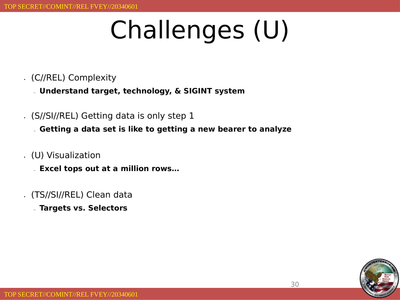 TOP SECRET//COMINT//REL FVEY//20340601
Challenges (U)
(C//REL) Complexity
Understand target, technology, & SIGINT system
(S//SI//REL) Getting data is only step 1
Getting a data set is like to getting a new bearer to analyze
(U) Visualization
Excel tops out at a million rows…
(TS//SI//REL) Clean data
Targets vs. Selectors
30
TOP SECRET//COMINT//REL FVEY//20340601